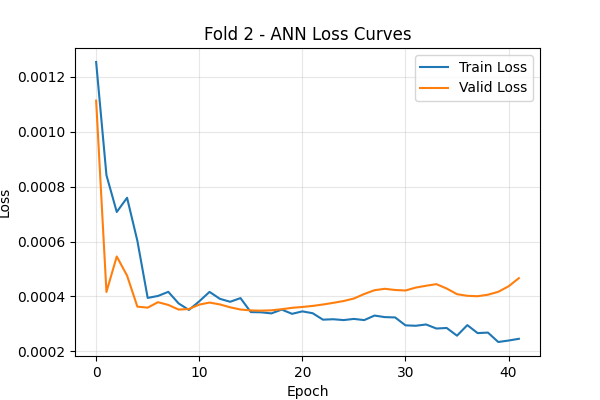 Fold 2 - ANN Loss Curves
Train Loss
Valid Loss
0.0012
0.0010
0.0008
0.0006
0.0004
0.0002
Loss
0
10
20
30
40
Epoch